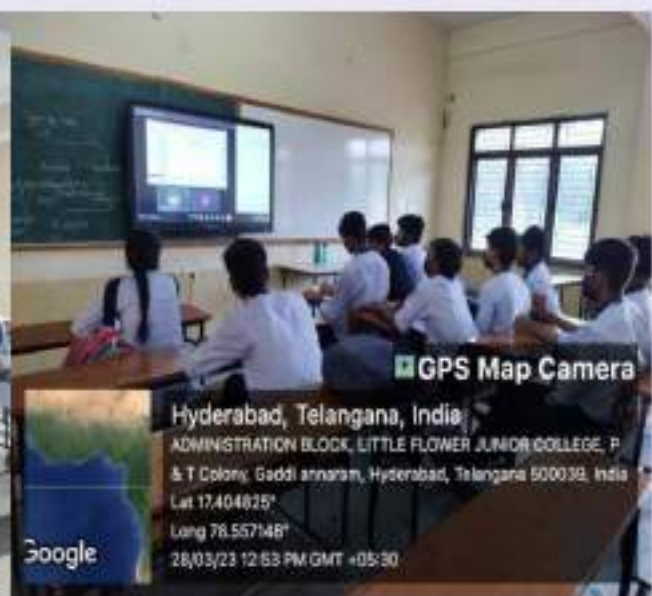 GPS Map Camera
Hyderabad, Telangana, India
ADMINISTRATION BLOCK, LITTLE FLOWER JUNIOR COLLEGE, P
& T Colony, Gaddi annaram, Hyderabad, Telangana 500039, India
Lat 17.404825°
Long 78.557148°
28/03/23 12:53 PM GMT +05:30
Google